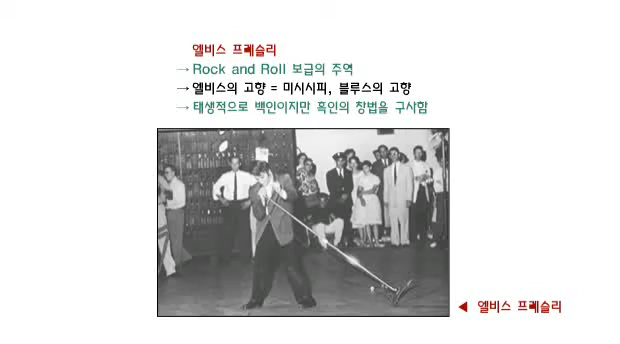 엘비스 프레슬리
→ Rock and Roll 보급의 주역
→ 엘비스의 고향 = 미시시피, 블루스의 고향
→ 태생적으로 백인이지만 흑인의 창법을 구사함
◀ 엘비스 프레슬리